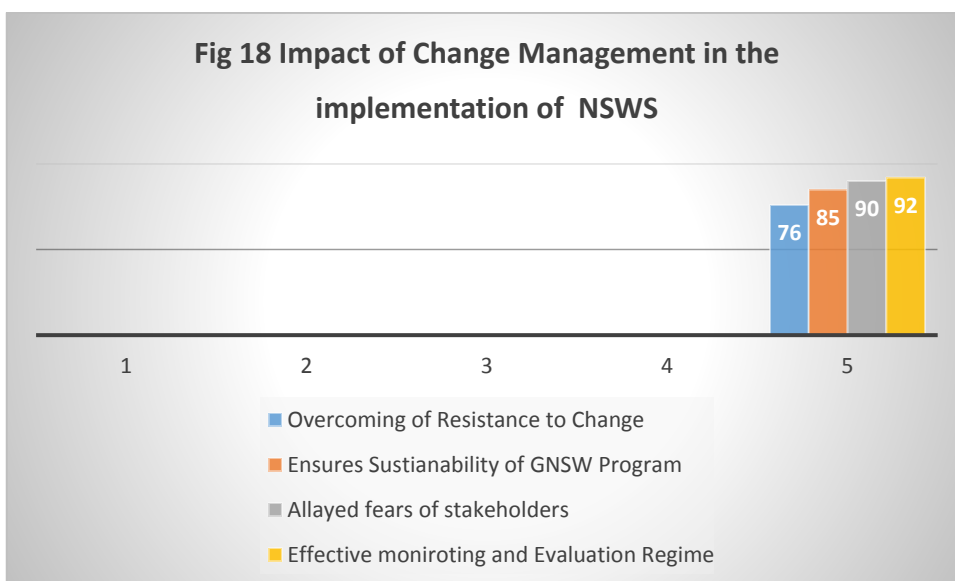 Fig 18 Impact of Change Management in the
implementation of NSWS
76
85
90
92
1
2
3
4
5
Overcoming of Resistance to Change
Ensures Sustianability of GNSW Program
Allayed fears of stakeholders
Effective moniroting and Evaluation Regime